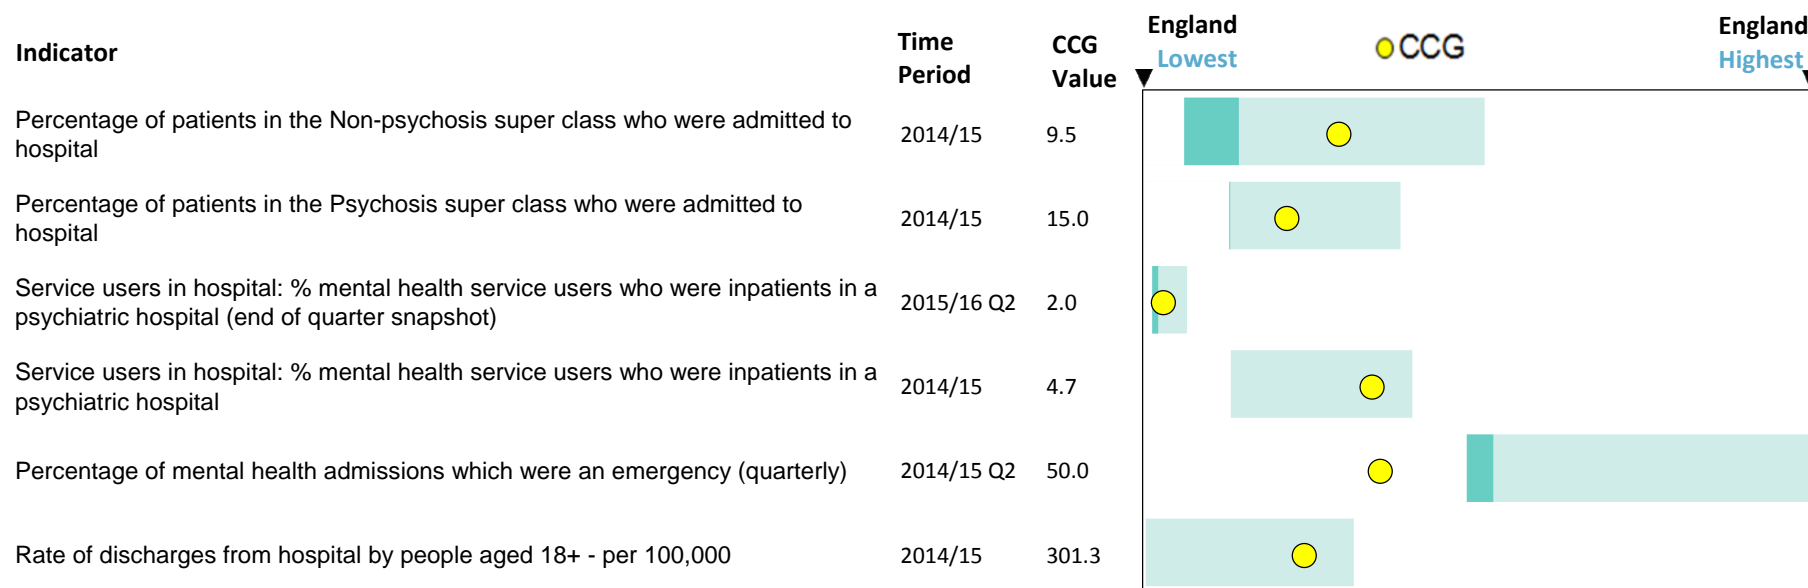 Indicator
Time
Period
CCG
Value
England
Lowest
CCG
England
Highest
Percentage of patients in the Non-psychosis super class who were admitted to
hospital
2014/15
9.5
Percentage of patients in the Psychosis super class who were admitted to
hospital
2014/15
15.0
Service users in hospital: % mental health service users who were inpatients in a
psychiatric hospital (end of quarter snapshot)
2015/16 Q2
2.0
Service users in hospital: % mental health service users who were inpatients in a
psychiatric hospital
2014/15
4.7
Percentage of mental health admissions which were an emergency (quarterly)
2014/15 Q2
50.0
Rate of discharges from hospital by people aged 18+ - per 100,000
2014/15
301.3